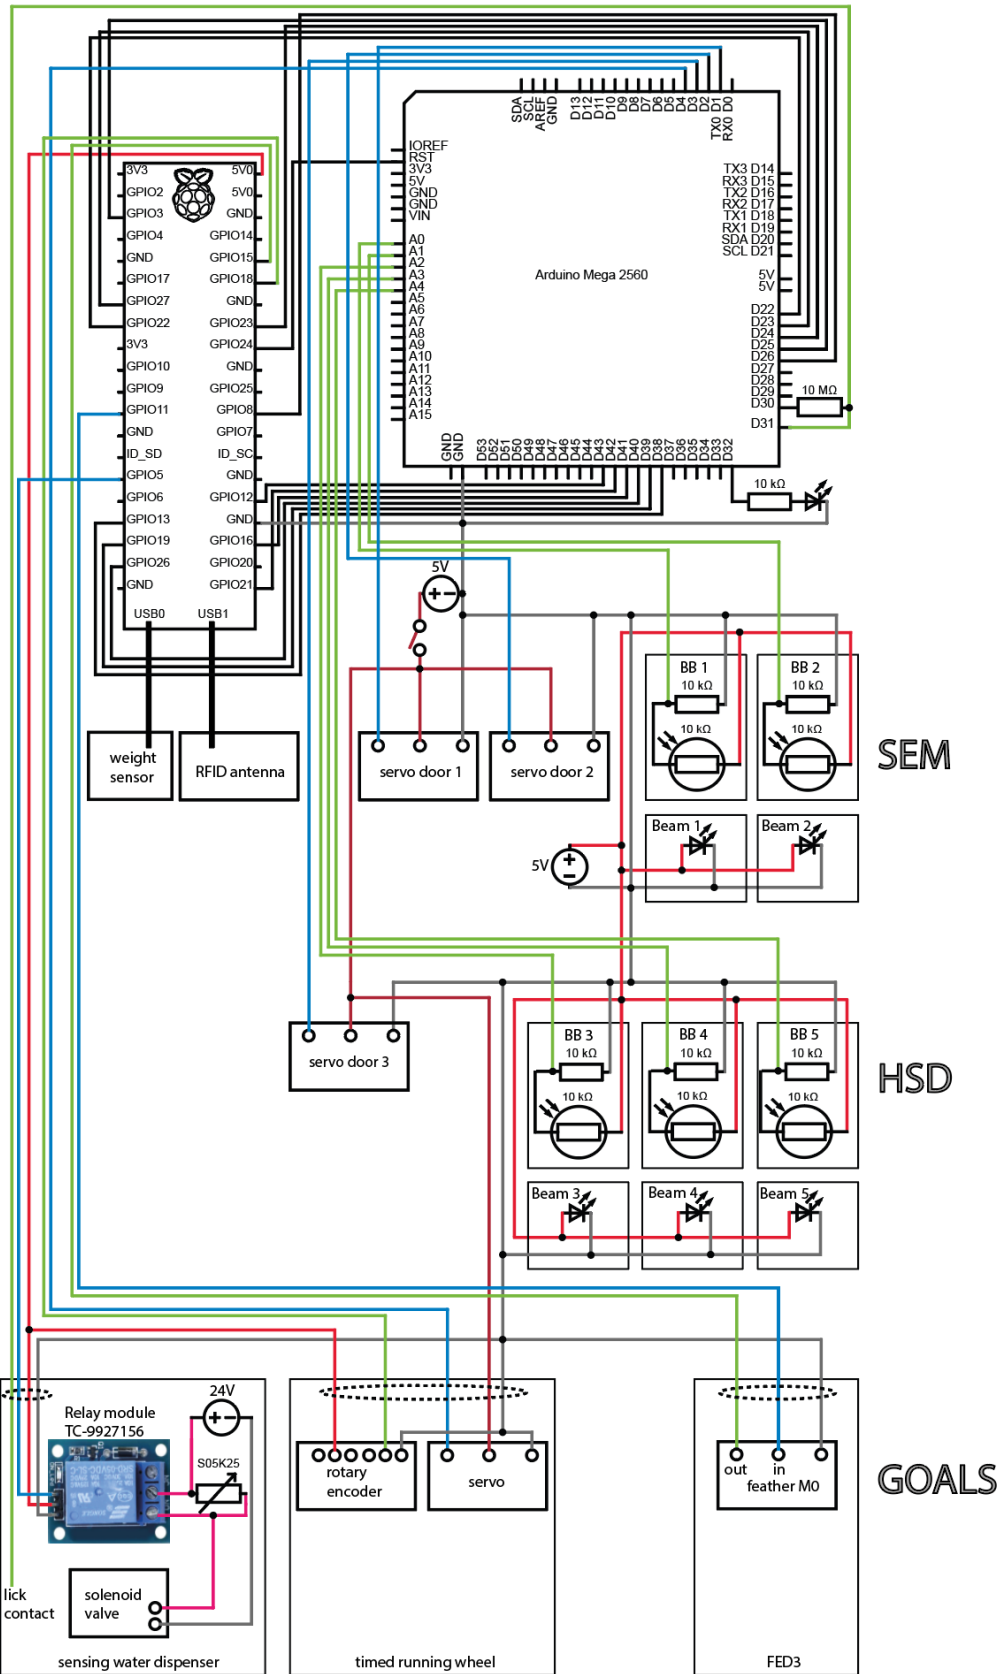 SDA
SCL
AREF
GND
D13
D12
D11
D10
D9
D8
D7
D6
D5
D4
D3
D2
TX0 D1
RX0 D0
IOREF
RST
3V3
5V
GND
GND
VIN
A0
A1
A2
A3
A4
A5
A6
A7
A8
A9
A10
A11
A12
A13
A14
A15
Arduino Mega 2560
TX3 D14
RX3 D15
TX2 D16
RX2 D17
TX1 D18
RX1 D19
SDA D20
SCL D21
5V
5V
D22
D23
D24
D25
D26
D27
D28
D29
D30
D31
10 MΩ
GND
GND
D53
D52
D51
D50
D49
D48
D47
D46
D45
D44
D43
D42
D41
D40
D39
D38
D37
D36
D35
D34
D33
D32
10 kΩ
3V3
GPIO2
GPIO3
GPIO4
GND
GPIO17
GPIO27
GPIO22
3V3
GPIO10
GPIO9
GPIO11
GND
ID_SD
GPIO5
GPIO6
GPIO13
GPIO19
GPIO26
GND
5V0
5V0
GND
GPIO14
GPIO15
GPIO18
GND
GPIO23
GPIO24
GND
GPIO25
GPIO8
GPIO7
ID_SC
GND
GPIO12
GND
GPIO16
GPIO20
GPIO21
USB0
USB1
weight
sensor
RFID antenna
5V
servo door 1
servo door 2
BB 1
10 kΩ
10 kΩ
BB 2
10 kΩ
10 kΩ
SEM
Beam 1
Beam 2
5V
servo door 3
BB 3
10 kΩ
10 kΩ
BB 4
10 kΩ
10 kΩ
BB 5
10 kΩ
10 kΩ
HSD
Beam 3
Beam 4
Beam 5
24V
Relay module
TC-9927156
S05K25
lick
contact
solenoid
valve
sensing water dispenser
rotary
encoder
servo
timed running wheel
out
in
feather M0
FED3
GOALS